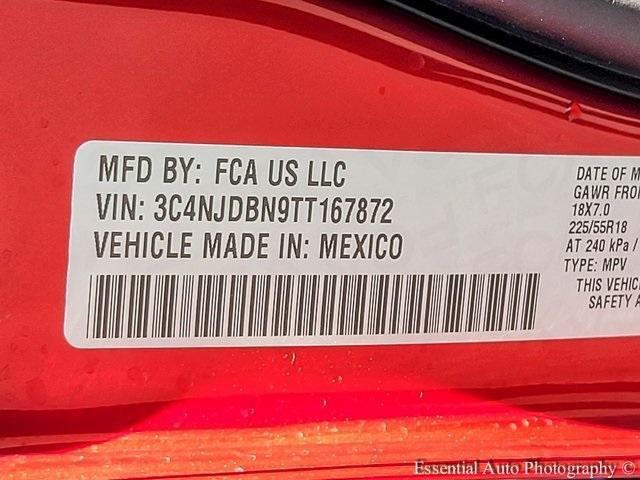 MFD BY: FCA US LLC
VIN: 3C4NJDBN9TT167872
VEHICLE MADE IN: MEXICO
DATE OF M
GAWR FRO
18X7.0
225/55R18
AT 240 kPa /
TYPE: MPV
THIS VEHIC
SAFETY A
Essential Auto Photography ©